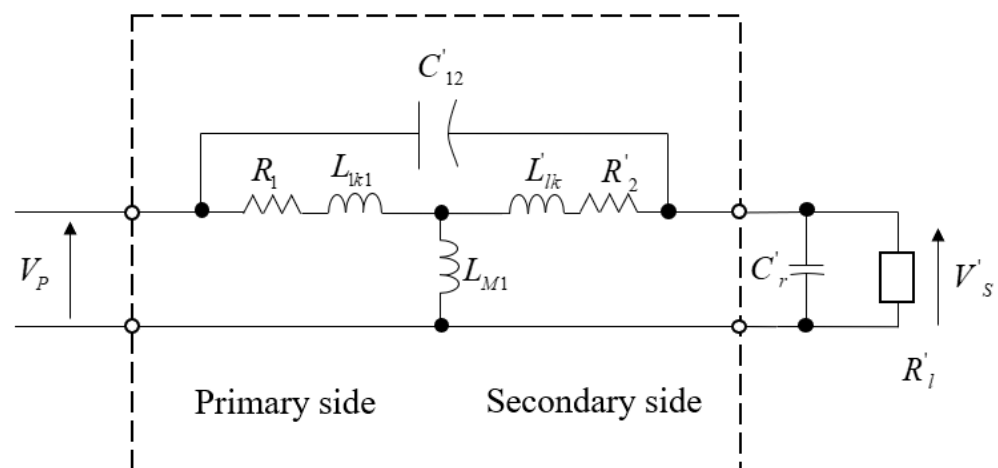 C'12
R1 Llk1 L'lk R'2
VP LM1 C'r V'S
R'l
Primary side Secondary side